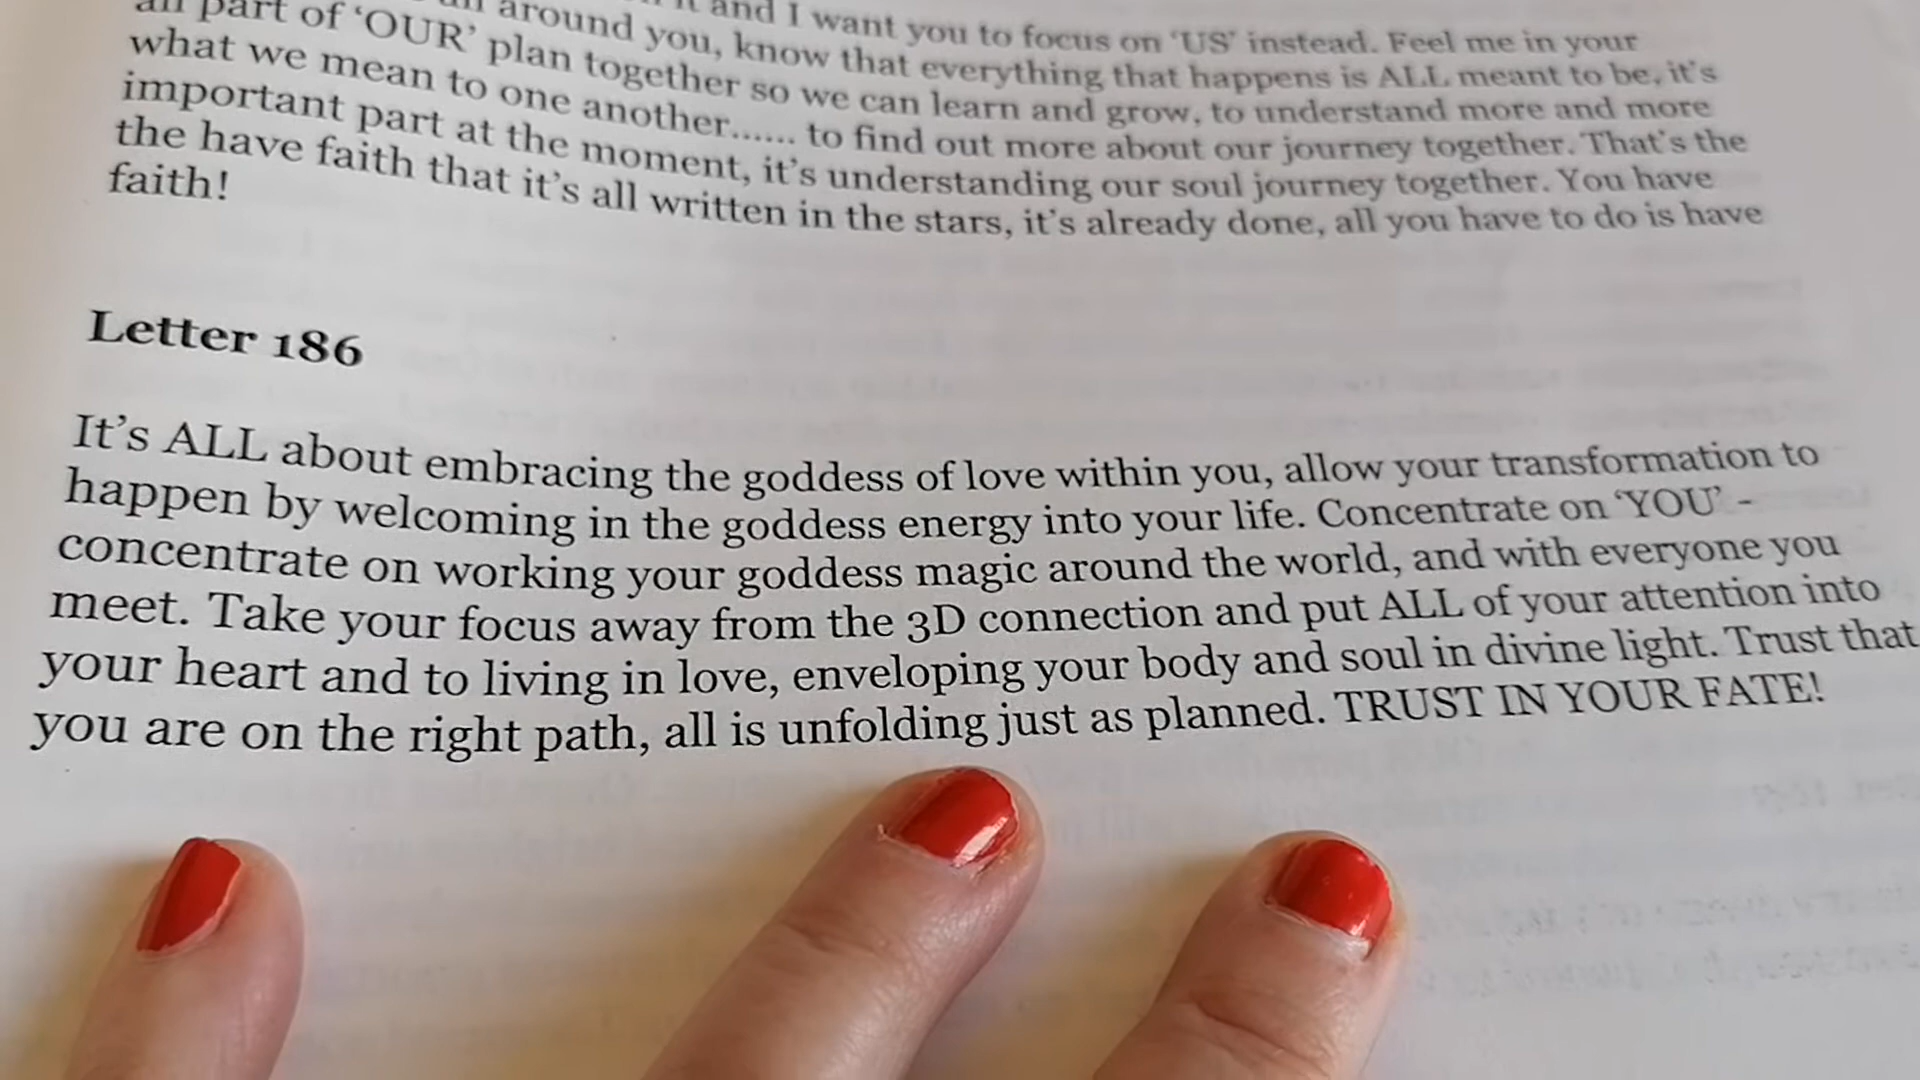 and I want you to focus on ‘US’ instead. Feel me in your
around you, know that everything that happens is ALL meant to be, it’s
all part of ‘OUR’ plan together so we can learn and grow, to understand more and more
what we mean to one another...... to find out more about our journey together. That’s the
important part at the moment, it’s understanding our soul journey together. You have
the have faith that it’s all written in the stars, it’s already done, all you have to do is have
faith!
Letter 186
It’s ALL about embracing the goddess of love within you, allow your transformation to
happen by welcoming in the goddess energy into your life. Concentrate on ‘YOU’ -
concentrate on working your goddess magic around the world, and with everyone you
meet. Take your focus away from the 3D connection and put ALL of your attention into
your heart and to living in love, enveloping your body and soul in divine light. Trust that
you are on the right path, all is unfolding just as planned. TRUST IN YOUR FATE!